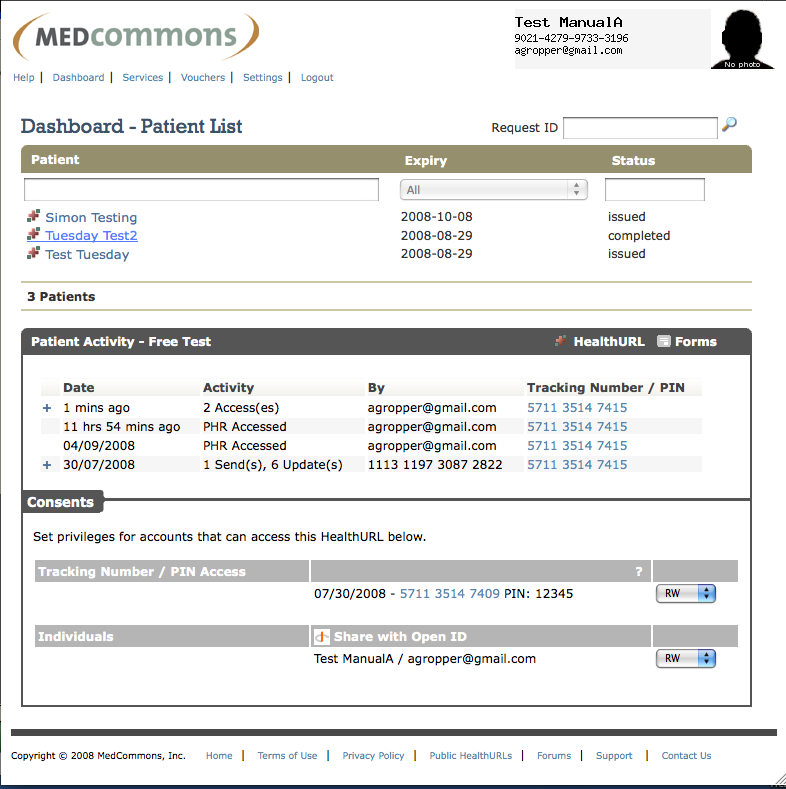 MEDcommons
Test ManualA
9021-4279-9733-3196
agropper@gmail.com
No photo
Help | Dashboard | Services | Vouchers | Settings | Logout
Dashboard - Patient List
Request ID
Patient Expiry Status
All
Simon Testing 2008-10-08 issued
Tuesday Test2 2008-08-29 completed
Test Tuesday 2008-08-29 issued
3 Patients
Patient Activity - Free Test HealthURL Forms
Date Activity By Tracking Number / PIN
+ 1 mins ago 2 Access(es) agropper@gmail.com 5711 3514 7415
11 hrs 54 mins ago PHR Accessed agropper@gmail.com 5711 3514 7415
04/09/2008 PHR Accessed agropper@gmail.com 5711 3514 7415
+ 30/07/2008 1 Send(s), 6 Update(s) 1113 1197 3087 2822 5711 3514 7415
Consents
Set privileges for accounts that can access this HealthURL below.
Tracking Number / PIN Access ?
07/30/2008 - 5711 3514 7409 PIN: 12345 RW
Individuals Share with Open ID
Test ManualA / agropper@gmail.com RW
Copyright © 2008 MedCommons, Inc. Home | Terms of Use | Privacy Policy | Public HealthURLs | Forums | Support | Contact Us